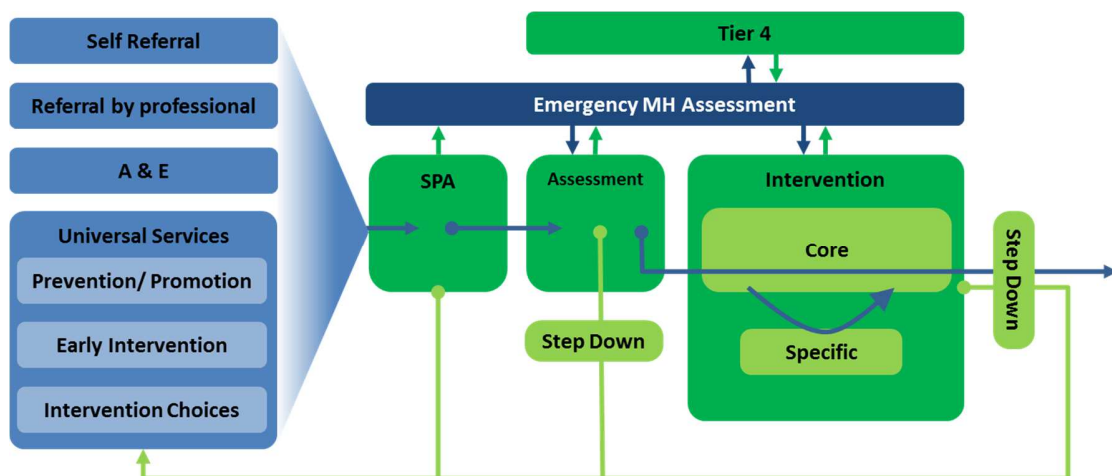 Self Referral
Referral by professional
A & E
Universal Services
Prevention/ Promotion
Early Intervention
Intervention Choices
Tier 4
Emergency MH Assessment
SPA
Assessment
Intervention
Core
Specific
Step Down
Step Down